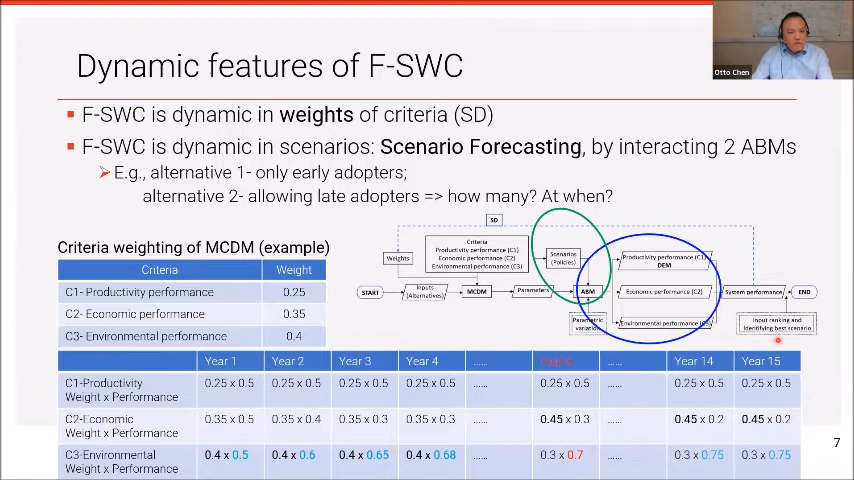 Dynamic features of F-SWC
Otto Chen
F-SWC is dynamic in weights of criteria (SD)
F-SWC is dynamic in scenarios: Scenario Forecasting, by interacting 2 ABMs
E.g., alternative 1- only early adopters;
alternative 2- allowing late adopters => how many? At when?
Criteria weighting of MCDM (example)
Criteria Weight
C1- Productivity performance 0.25
C2- Economic performance 0.35
C3- Environmental performance 0.4
SD
Criteria
Productivity performance (C1)
Economic performance (C2)
Environmental performance (C3)
Weights
Scenarios
(Policies)
START
Inputs
(Alternatives)
MCDM
Parameters
ABM
Parametric
variation
Productivity performance (C1)
DEM
Economic performance (C2)
Environmental performance (C3)
System performance
END
Input ranking and
Identifying best scenario
Year 1 Year 2 Year 3 Year 4 ...... ...... Year 14 Year 15
C1-Productivity
Weight x Performance
0.25 x 0.5 0.25 x 0.5 0.25 x 0.5 0.25 x 0.5 ...... 0.25 x 0.5 ...... 0.25 x 0.5 0.25 x 0.5
C2-Economic
Weight x Performance
0.35 x 0.5 0.35 x 0.4 0.35 x 0.3 0.35 x 0.3 ...... 0.45 x 0.3 ...... 0.45 x 0.2 0.45 x 0.2
C3-Environmental
Weight x Performance
0.4 x 0.5 0.4 x 0.6 0.4 x 0.65 0.4 x 0.68 ...... 0.3 x 0.7 ...... 0.3 x 0.75 0.3 x 0.75
7